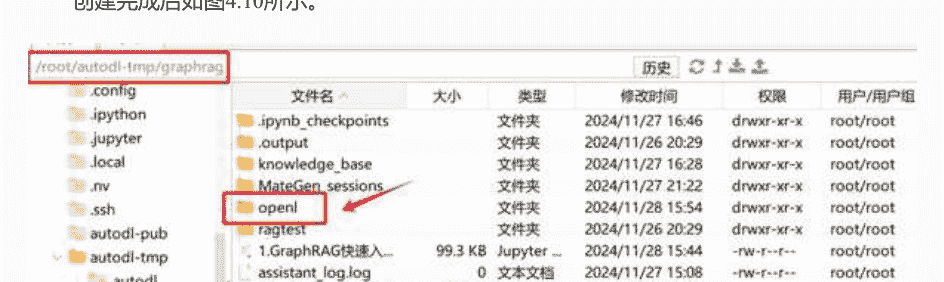 创建完成后如图4.10所示。
/root/autodl-tmp/graphrag
历史
.config
.ipython
.jupyter
.local
.nv
.ssh
autodl-pub
autodl-tmp
autodl
文件名 大小 类型 修改时间 权限 用户/用户组
.ipynb_checkpoints 文件夹 2024/11/27 16:46 drwxr-xr-x root/root
.output 文件夹 2024/11/26 20:29 drwxr-xr-x root/root
knowledge_base 文件夹 2024/11/27 16:28 drwxr-xr-x root/root
MateGen_sessions 文件夹 2024/11/27 21:22 drwxr-xr-x root/root
openl 文件夹 2024/11/28 15:54 drwxr-xr-x root/root
ragtest 文件夹 2024/11/26 20:29 drwxr-xr-x root/root
1.GraphRAG快速入... 99.3 KB Jupyter ... 2024/11/28 15:44 -rw-r--r-- root/root
assistant_log.log 0 文本文档 2024/11/27 15:08 -rw-r--r-- root/root